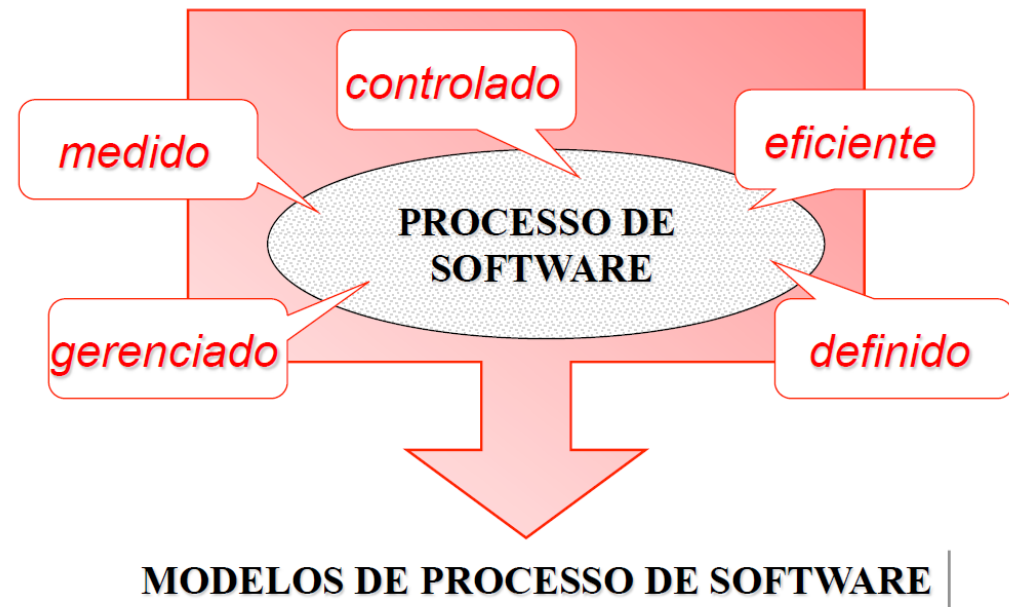 controlado
medido
eficiente
PROCESSO DE
SOFTWARE
gerenciado
definido
MODELOS DE PROCESSO DE SOFTWARE